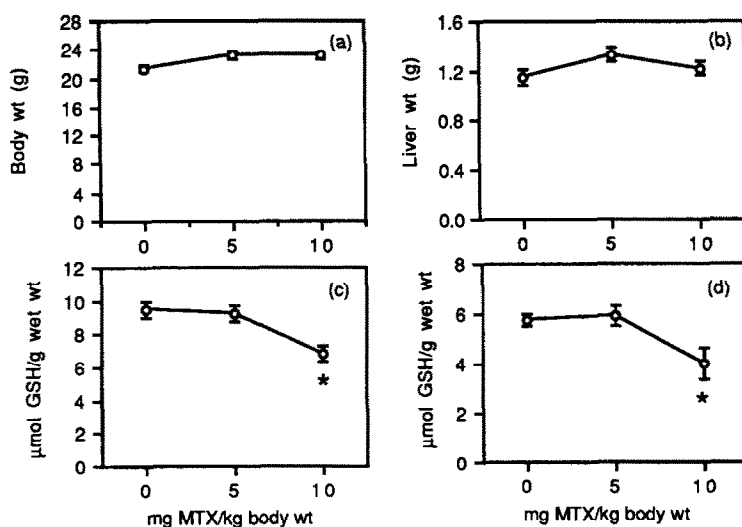 Body wt (g)
28
24
20
16
12
8
4
0
0 5 10
(a)
Liver wt (g)
1.6
1.2
0.8
0.4
0.0
0 5 10
(b)
µmol GSH/g wet wt
12
10
8
6
4
2
0
0 5 10
(c)
*
mg MTX/kg body wt
µmol GSH/g wet wt
8
6
4
2
0
0 5 10
(d)
*
mg MTX/kg body wt